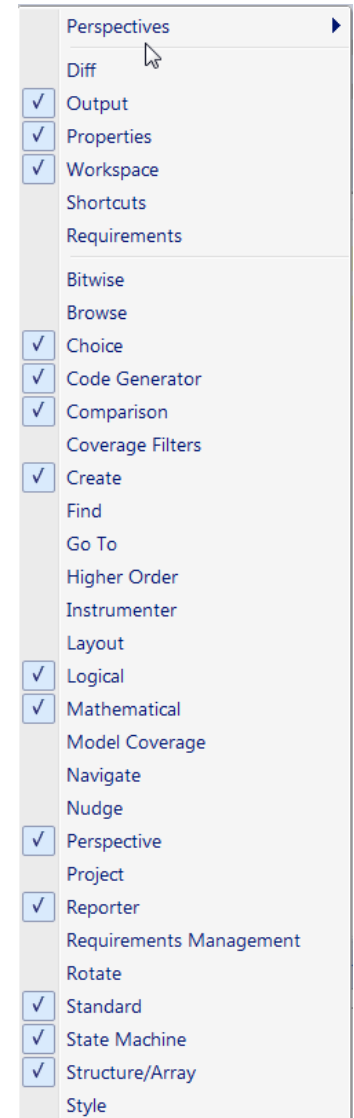 Perspectives
Diff
Output
Properties
Workspace
Shortcuts
Requirements
Bitwise
Browse
Choice
Code Generator
Comparison
Coverage Filters
Create
Find
Go To
Higher Order
Instrumenter
Layout
Logical
Mathematical
Model Coverage
Navigate
Nudge
Perspective
Project
Reporter
Requirements Management
Rotate
Standard
State Machine
Structure/Array
Style